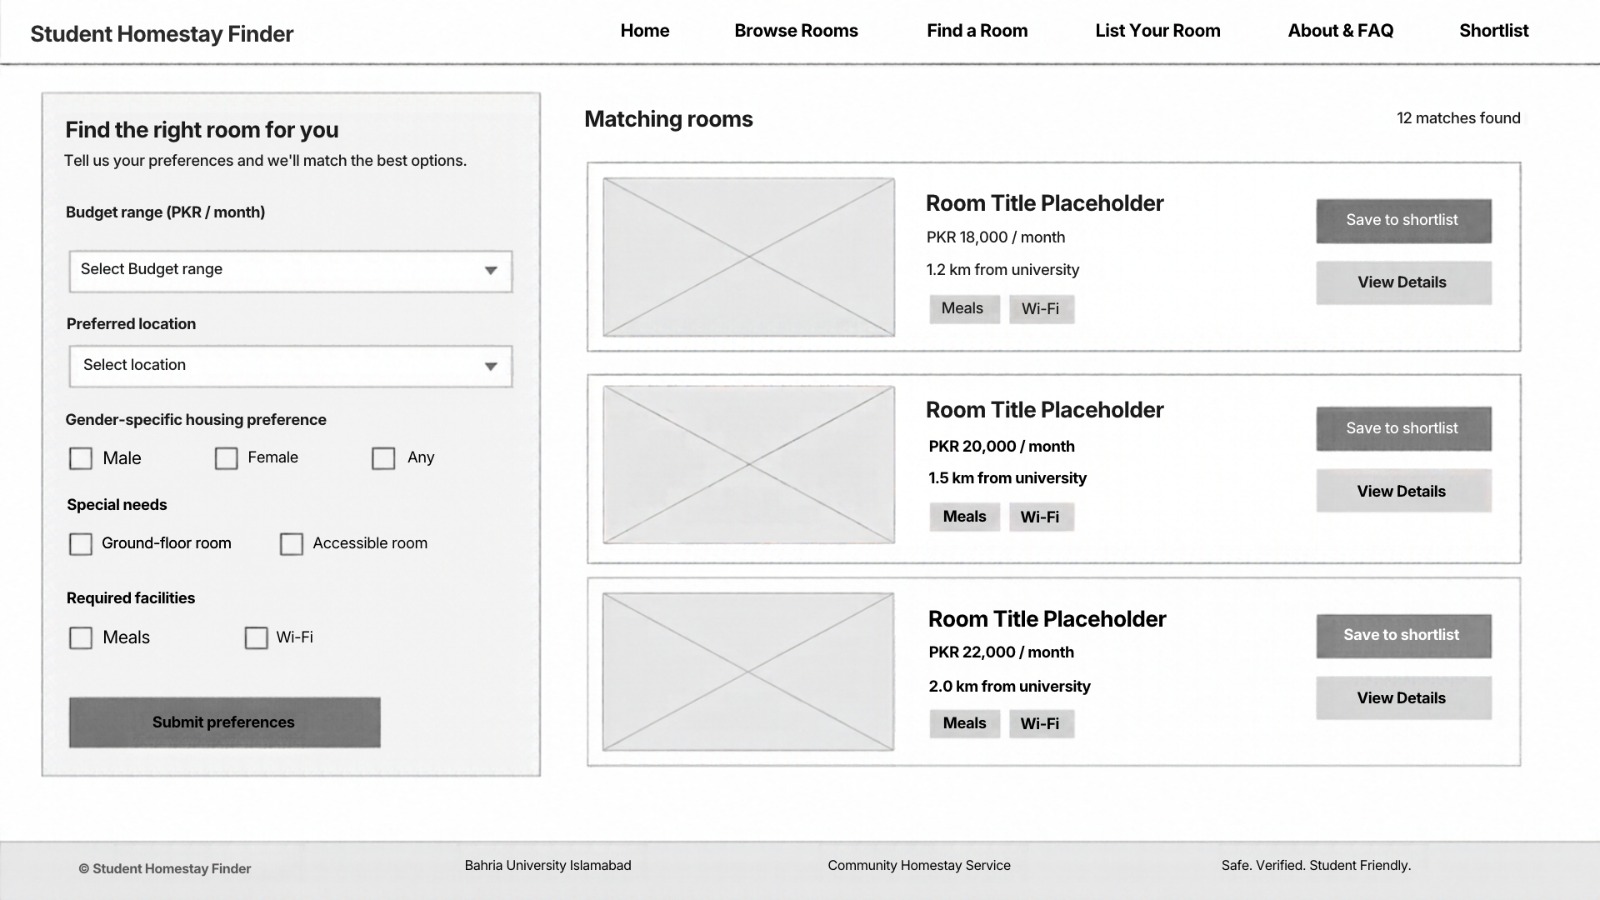 Student Homestay Finder
Home Browse Rooms Find a Room List Your Room About & FAQ Shortlist
Find the right room for you
Tell us your preferences and we'll match the best options.
Budget range (PKR / month)
Select Budget range
Preferred location
Select location
Gender-specific housing preference
Male Female Any
Special needs
Ground-floor room Accessible room
Required facilities
Meals Wi-Fi
Submit preferences
Matching rooms
12 matches found
Room Title Placeholder
PKR 18,000 / month
1.2 km from university
Meals Wi-Fi
Save to shortlist
View Details
Room Title Placeholder
PKR 20,000 / month
1.5 km from university
Meals Wi-Fi
Save to shortlist
View Details
Room Title Placeholder
PKR 22,000 / month
2.0 km from university
Meals Wi-Fi
Save to shortlist
View Details
© Student Homestay Finder
Bahria University Islamabad
Community Homestay Service
Safe. Verified. Student Friendly.